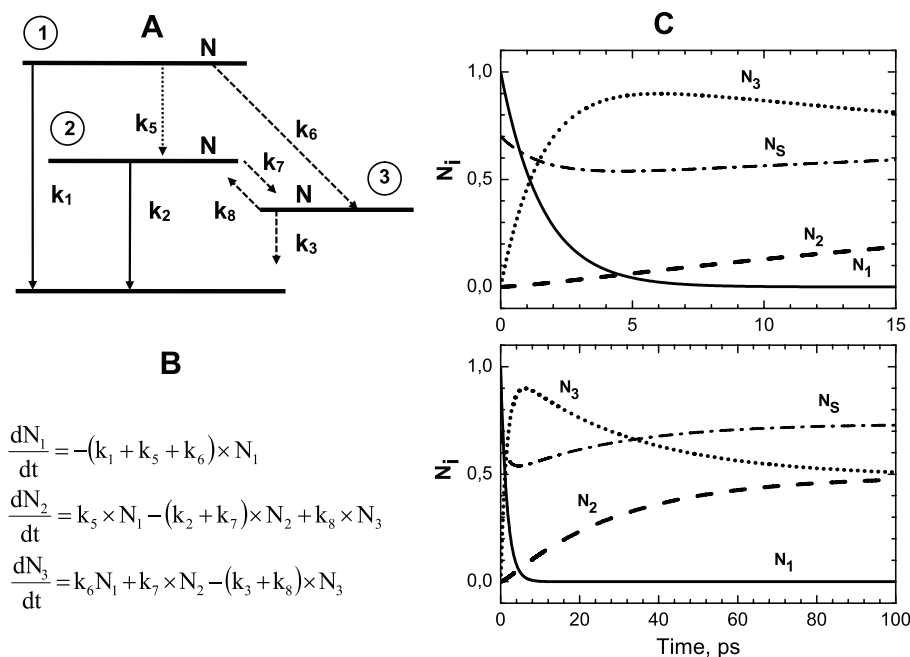 A
1
N
k5
k6
2
N
k7
3
N
k1
k2
k8
k3
B
dN1/dt = −(k1 + k5 + k6) × N1
dN2/dt = k5 × N1 − (k2 + k7) × N2 + k8 × N3
dN3/dt = k6N1 + k7 × N2 − (k3 + k8) × N3
C
1,0
N3
Ni
0,5
NS
N2
N1
0,0
0 5 10 15
1,0
N3
NS
Ni
0,5
N2
N1
0,0
0 20 40 60 80 100
Time, ps